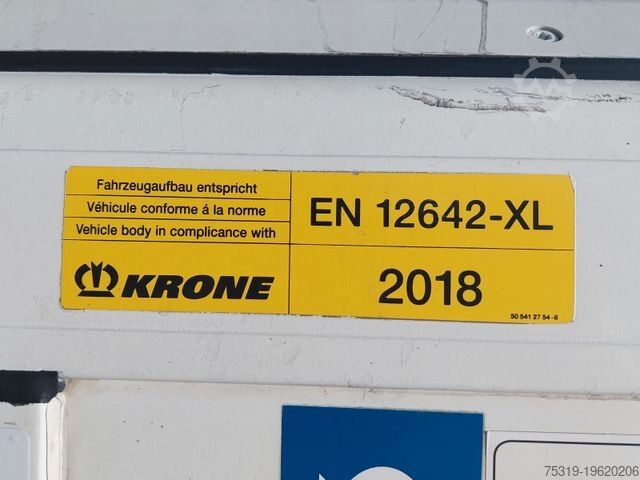 Fahrzeugaufbau entspricht
Véhicule conforme á la norme
Vehicle body in complicance with
EN 12642-XL
KRONE
2018
50 541 27 54 -8
75319-19620206